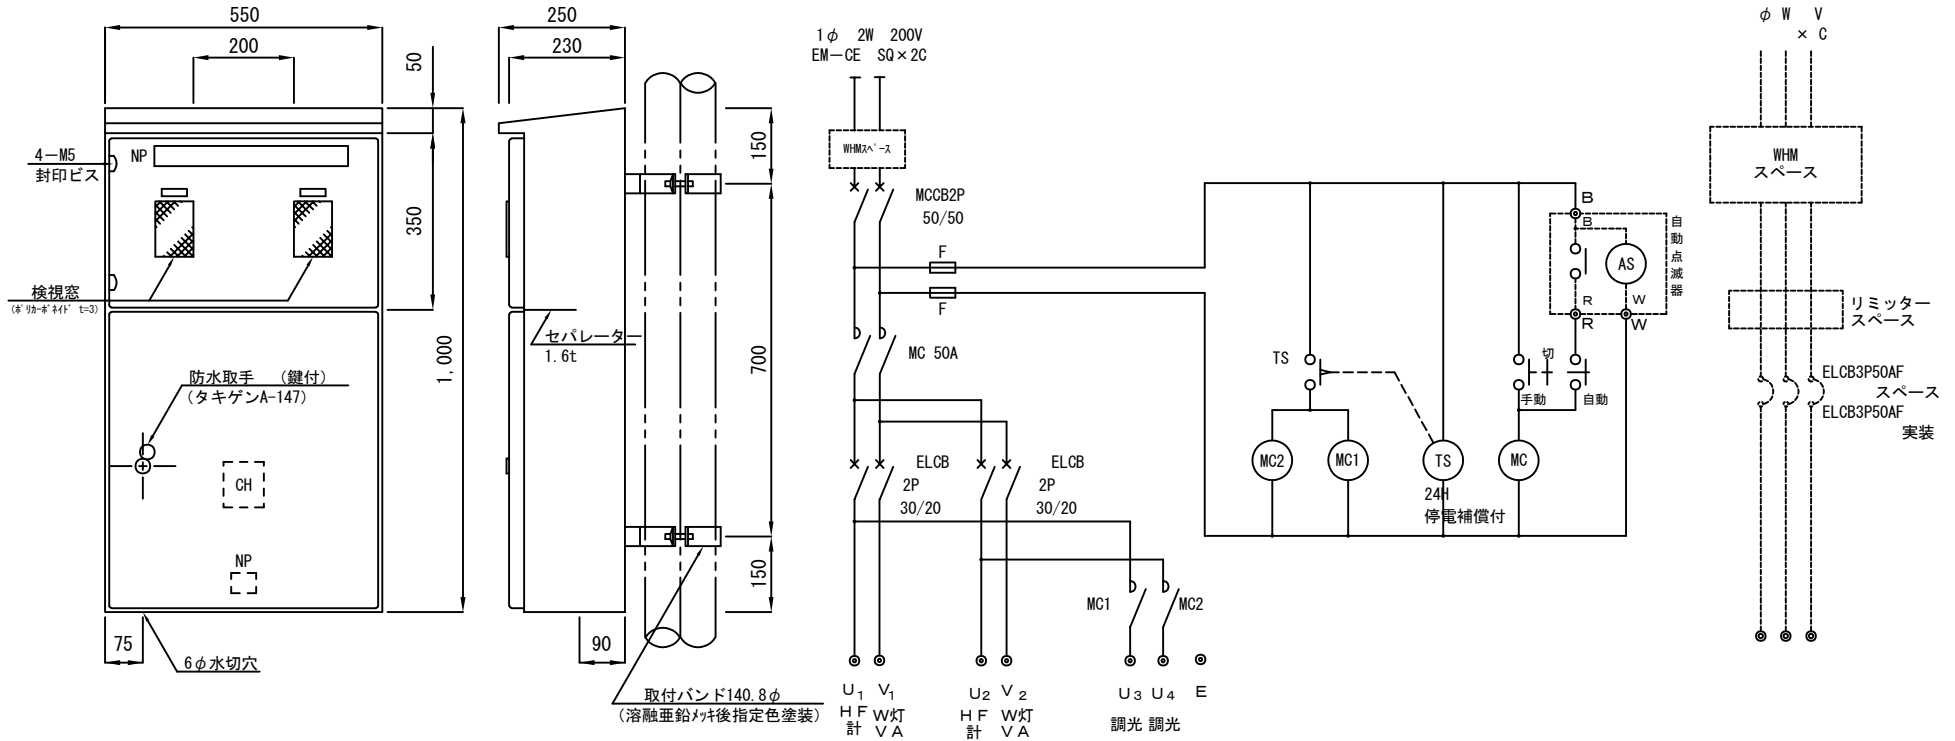 550
200
50
4-M5
封印ビス
NP
350
検視窓
(ポリカーボネイド t=3)
1,000
防水取手 (鍵付)
(タキゲンA-147)
CH
NP
75
6φ水切穴
250
230
150
セパレーター
1.6t
700
150
90
取付バンド140.8φ
(溶融亜鉛メッキ後指定色塗装)
1φ 2W 200V
EM-CE SQ×2C
WHMスペース
MCCB2P
50/50
F
F
MC 50A
ELCB
2P
30/20
ELCB
2P
30/20
MC1
MC2
U1 V1
HF W灯
計 VA
U2 V2
HF W灯
計 VA
U3 U4 E
調光 調光
TS
MC2
MC1
TS
24H
停電補償付
MC
切
手動
自動
B
B
AS
自動点滅器
R
W
R
W
φ W V
× C
WHM
スペース
リミッター
スペース
ELCB3P50AF
スペース
ELCB3P50AF
実装